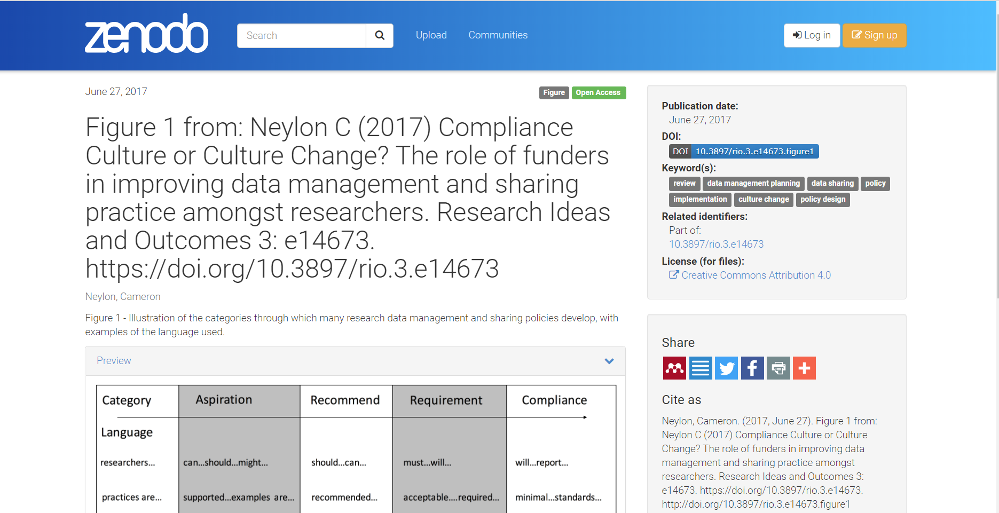 zenodo
Search
Upload
Communities
Log in
Sign up
June 27, 2017
Figure
Open Access
Figure 1 from: Neylon C (2017) Compliance
Culture or Culture Change? The role of funders
in improving data management and sharing
practice amongst researchers. Research Ideas
and Outcomes 3: e14673.
https://doi.org/10.3897/rio.3.e14673
Neylon, Cameron
Figure 1 - Illustration of the categories through which many research data management and sharing policies develop, with
examples of the language used.
Preview
Category Aspiration Recommend Requirement Compliance
Language
researchers... can...should...might... should...can... must...will... will...report...
practices are... supported...examples are... recommended... acceptable....required... minimal...standards...
Publication date:
June 27, 2017
DOI:
DOI 10.3897/rio.3.e14673.figure1
Keyword(s):
review data management planning data sharing policy
implementation culture change policy design
Related identifiers:
Part of:
10.3897/rio.3.e14673
License (for files):
Creative Commons Attribution 4.0
Share
Cite as
Neylon, Cameron. (2017, June 27). Figure 1 from:
Neylon C (2017) Compliance Culture or Culture
Change? The role of funders in improving data
management and sharing practice amongst
researchers. Research Ideas and Outcomes 3:
e14673. https://doi.org/10.3897/rio.3.e14673.
http://doi.org/10.3897/rio.3.e14673.figure1